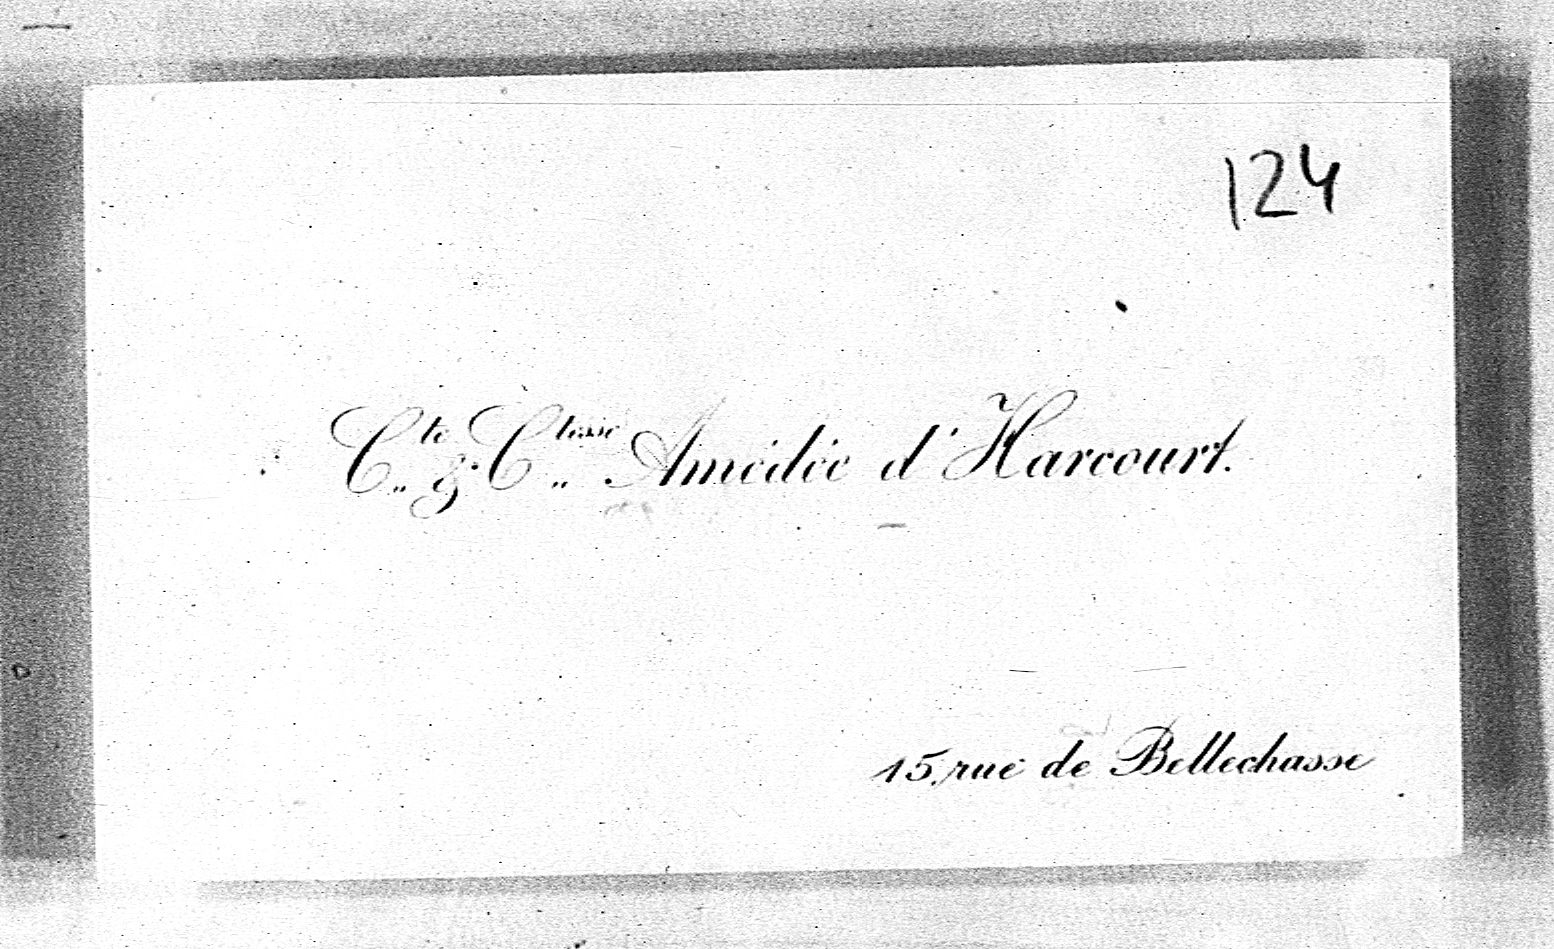 124
Cte & Ctesse Amédée d'Harcourt.
15, rue de Bellechasse